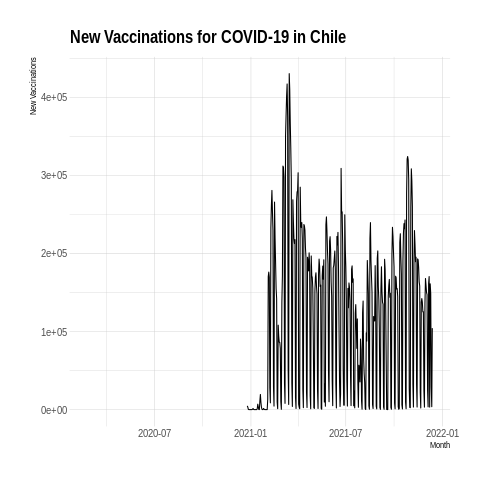 New Vaccinations for COVID-19 in Chile
New Vaccinations
4e+05
3e+05
2e+05
1e+05
0e+00
2020-07
2021-01
2021-07
2022-01
Month